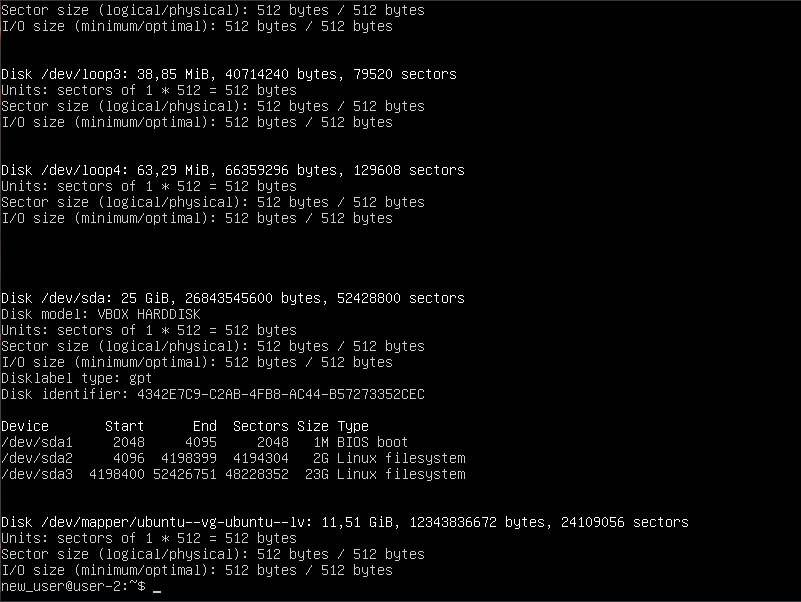 Sector size (logical/physical): 512 bytes / 512 bytes
I/O size (minimum/optimal): 512 bytes / 512 bytes
Disk /dev/loop3: 38,85 MiB, 40714240 bytes, 79520 sectors
Units: sectors of 1 * 512 = 512 bytes
Sector size (logical/physical): 512 bytes / 512 bytes
I/O size (minimum/optimal): 512 bytes / 512 bytes
Disk /dev/loop4: 63,29 MiB, 66359296 bytes, 129608 sectors
Units: sectors of 1 * 512 = 512 bytes
Sector size (logical/physical): 512 bytes / 512 bytes
I/O size (minimum/optimal): 512 bytes / 512 bytes
Disk /dev/sda: 25 GiB, 26843545600 bytes, 52428800 sectors
Disk model: VBOX HARDDISK
Units: sectors of 1 * 512 = 512 bytes
Sector size (logical/physical): 512 bytes / 512 bytes
I/O size (minimum/optimal): 512 bytes / 512 bytes
Disklabel type: gpt
Disk identifier: 4342E7C9-C2AB-4FB8-AC44-B57273352CEC
Device       Start      End  Sectors Size Type
/dev/sda1     2048     4095     2048   1M BIOS boot
/dev/sda2     4096  4198399  4194304   2G Linux filesystem
/dev/sda3  4198400 52426751 48228352  23G Linux filesystem
Disk /dev/mapper/ubuntu--vg-ubuntu--lv: 11,51 GiB, 12343836672 bytes, 24109056 sectors
Units: sectors of 1 * 512 = 512 bytes
Sector size (logical/physical): 512 bytes / 512 bytes
I/O size (minimum/optimal): 512 bytes / 512 bytes
new_user@user-2:~$ _